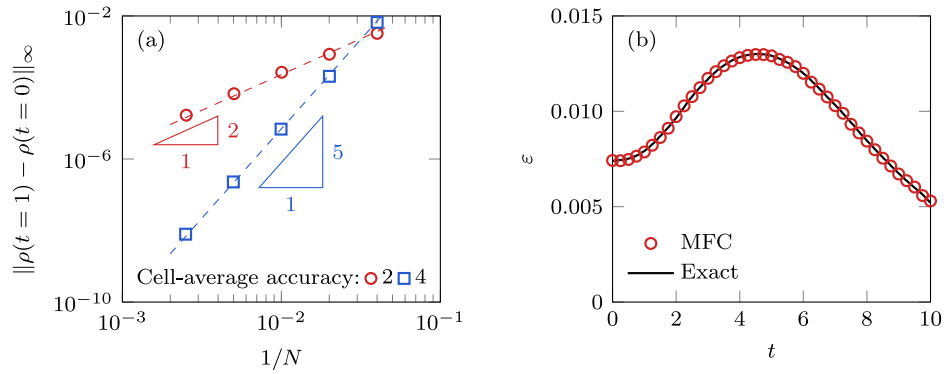 (a)
‖ρ(t = 1) − ρ(t = 0)‖∞
10⁻²
10⁻⁶
10⁻¹⁰
2
1
5
1
Cell-average accuracy: 2 4
10⁻³ 10⁻² 10⁻¹
1/N
(b)
ε
0.015
0.010
0.005
0
MFC
Exact
0 2 4 6 8 10
t